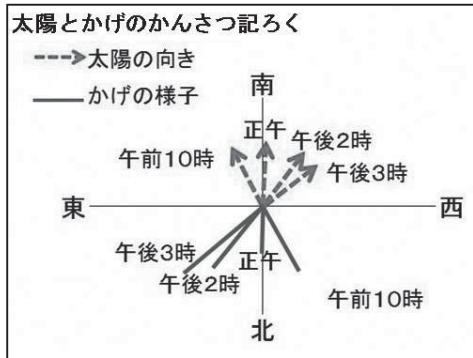 太陽とかげのかんさつ記ろく
太陽の向き
かげの様子
南
正午
午後2時
午前10時
午後3時
東
西
午後3時
正午
午後2時
午前10時
北